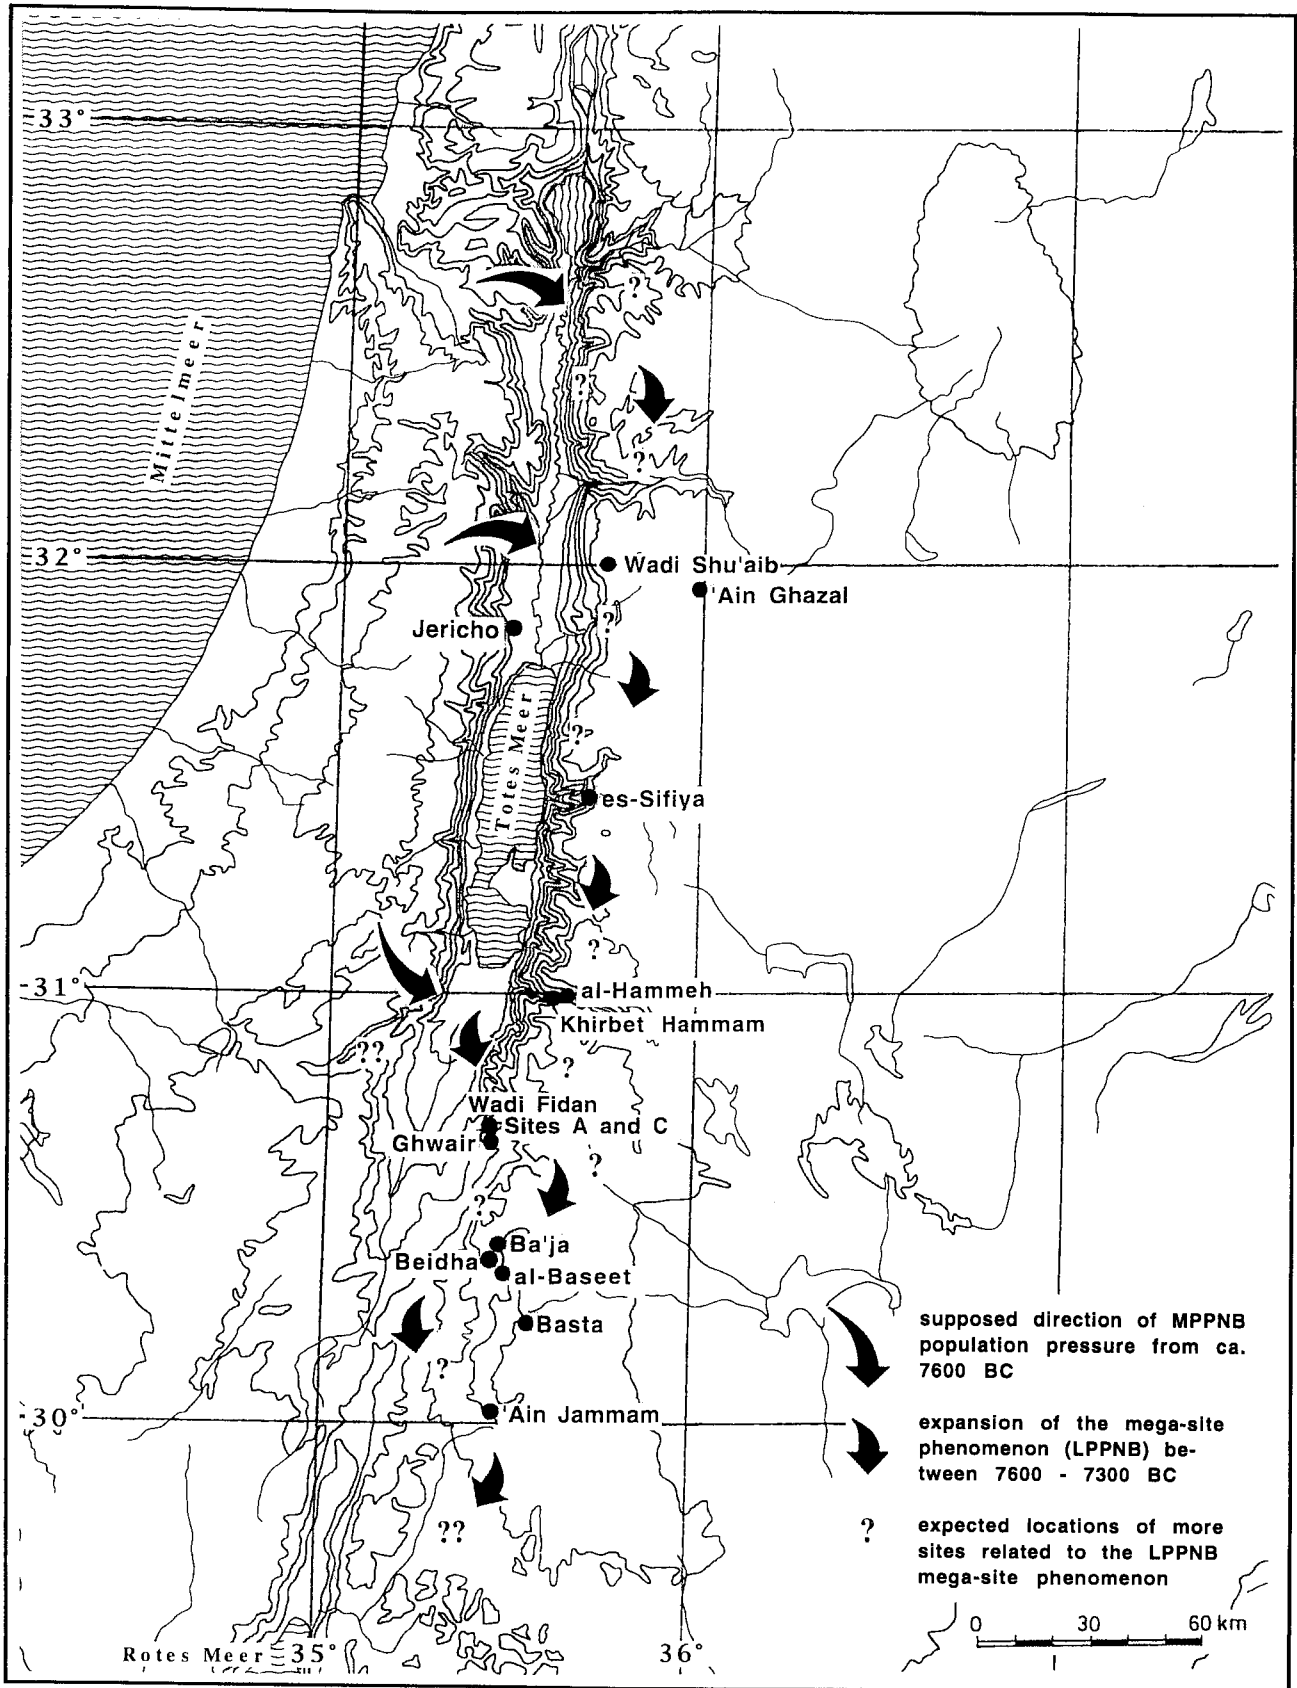 33°
Mittelmeer
?
?
?
32°
Wadi Shu'aib
'Ain Ghazal
Jericho
?
Totes Meer
?
es-Sifiya
?
31°
al-Hammeh
Khirbet Hammam
??
?
Wadi Fidan
Sites A and C
Ghwair
?
?
Ba'ja
Beidha
al-Baseet
Basta
?
30°
'Ain Jammam
??
supposed direction of MPPNB
population pressure from ca.
7600 BC
expansion of the mega-site
phenomenon (LPPNB) be-
tween 7600 - 7300 BC
?
expected locations of more
sites related to the LPPNB
mega-site phenomenon
0 30 60 km
Rotes Meer
35°
36°